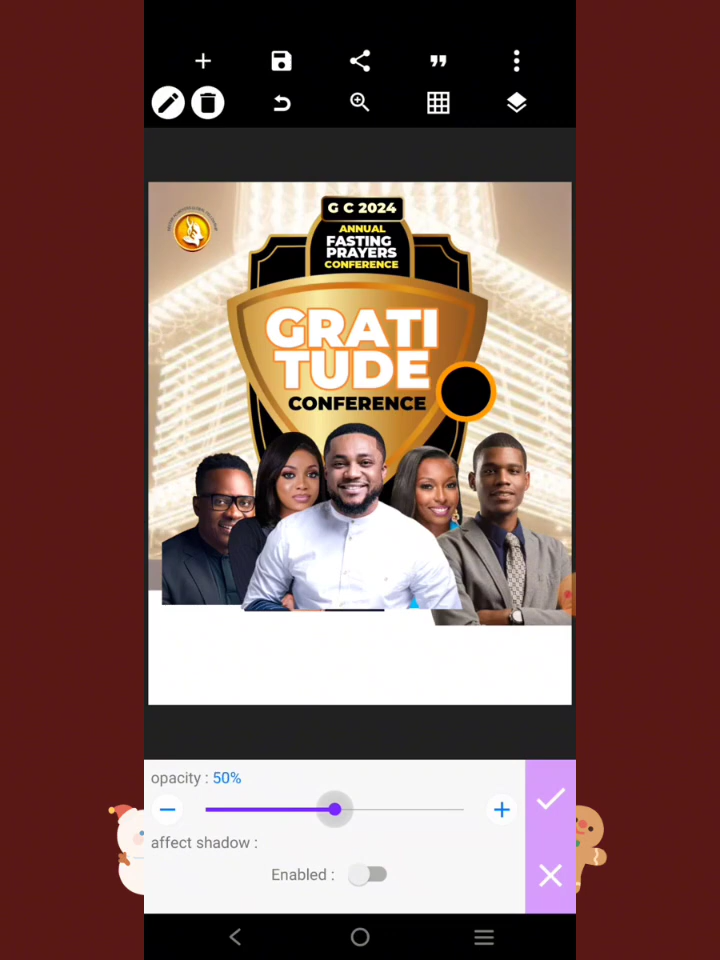 G C 2024
ANNUAL
FASTING
PRAYERS
CONFERENCE
GRATI
TUDE
CONFERENCE
opacity : 50%
affect shadow :
Enabled :